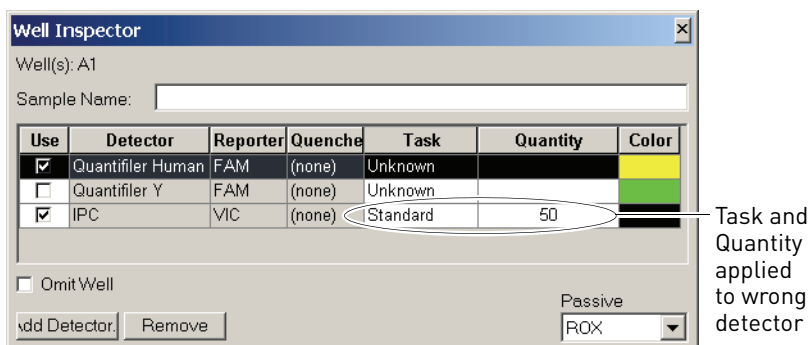 Well Inspector
Well(s): A1
Sample Name:
Use Detector Reporter Quenche Task Quantity Color
Quantifiler Human FAM (none) Unknown
Quantifiler Y FAM (none) Unknown
IPC VIC (none) Standard 50
Task and
Quantity
applied
to wrong
detector
Omit Well
Passive
dd Detector. Remove ROX